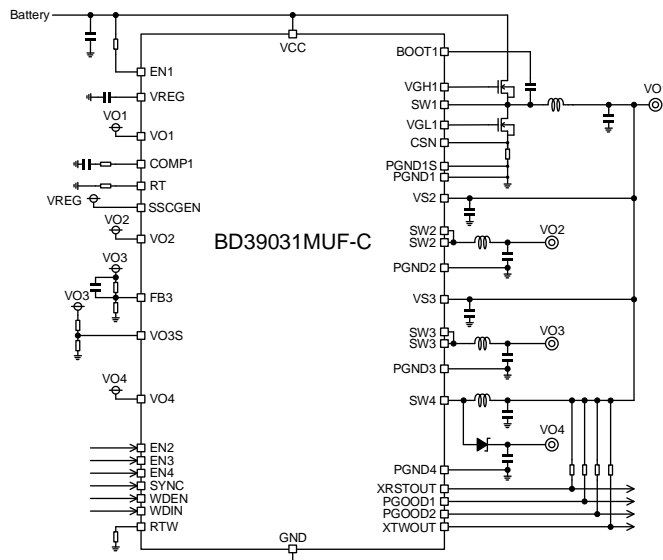 Battery
VCC
BOOT1
EN1
VGH1
VREG
SW1
VO
VO1
VGL1
VO1
CSN
COMP1
PGND1S
RT
PGND1
VREG
SSCGEN
VS2
VO2
VO2
SW2
SW2
VO2
BD39031MUF-C
VO3
PGND2
FB3
VS3
VO3
VO3S
SW3
SW3
VO3
PGND3
VO4
VO4
SW4
VO4
EN2
EN3
EN4
PGND4
SYNC
XRSTOUT
WDEN
PGOOD1
WDIN
PGOOD2
RTW
XTWOUT
GND